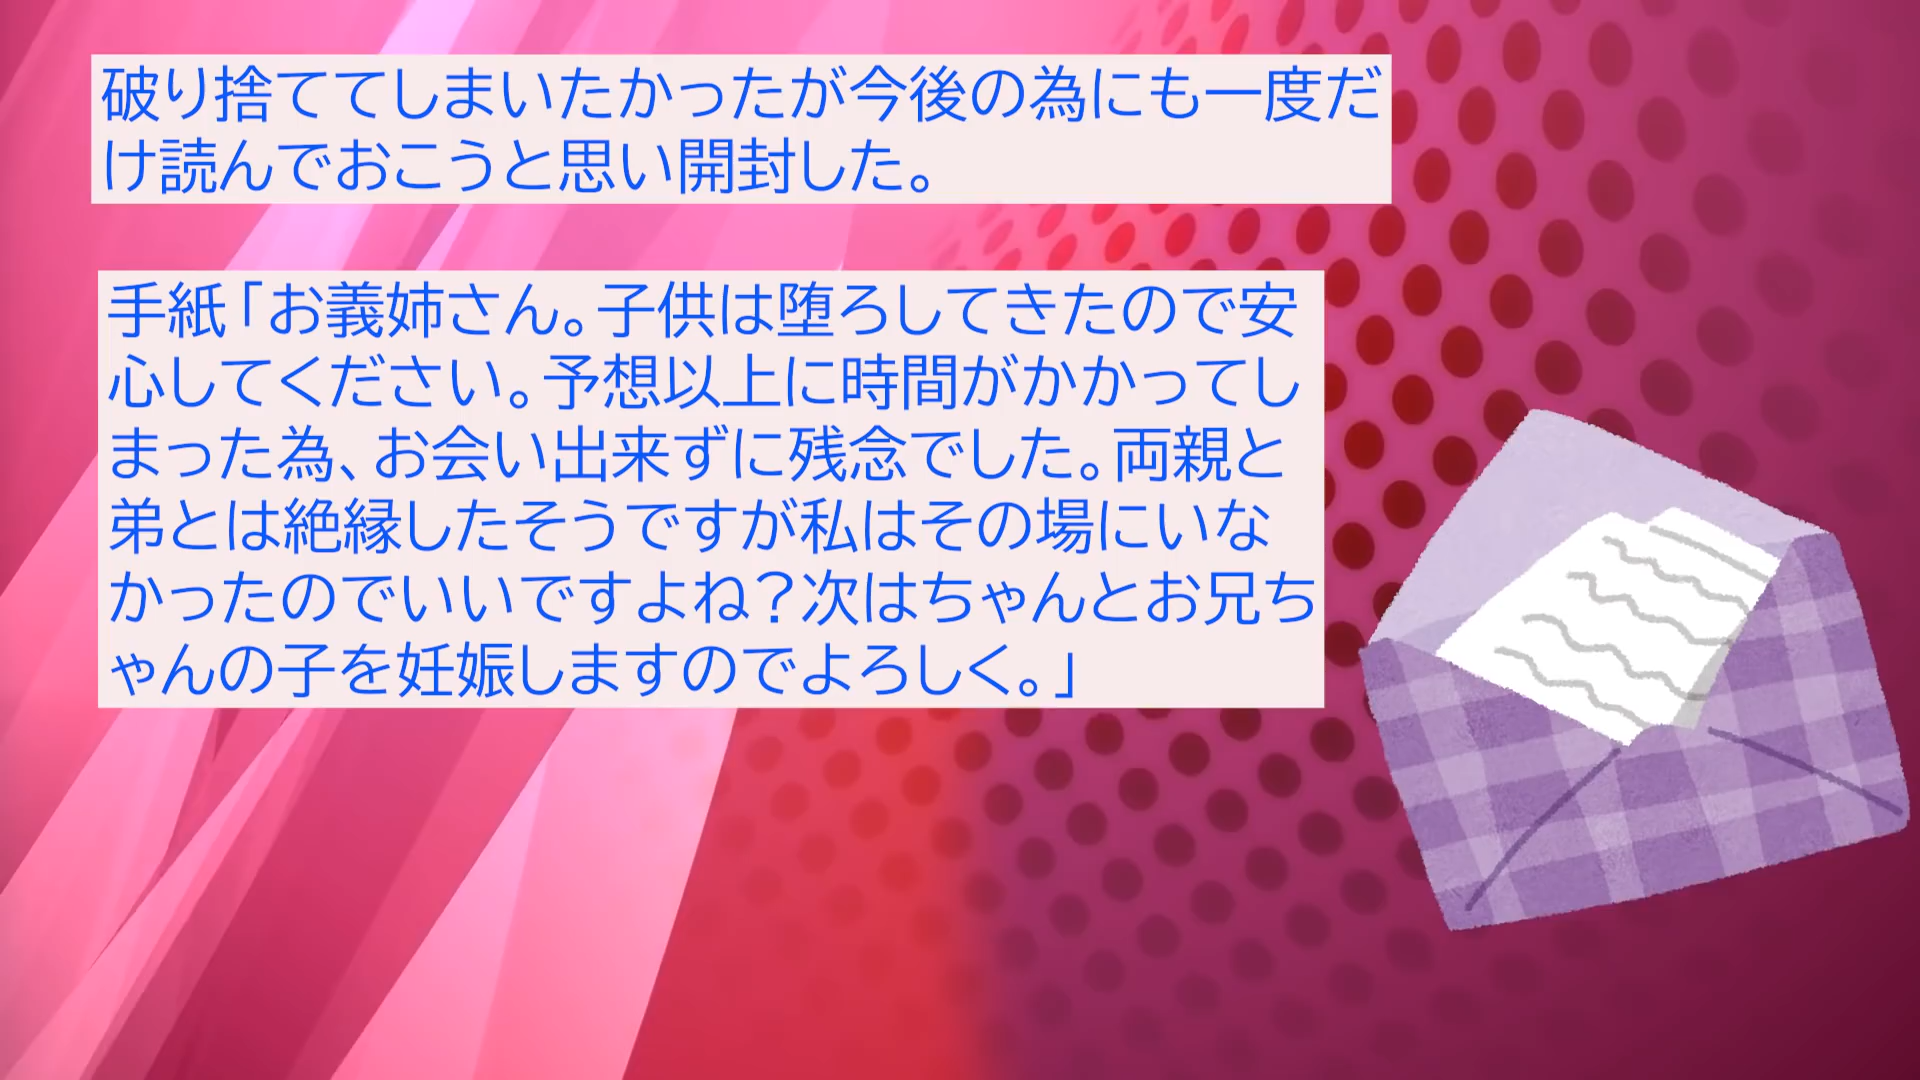 破り捨ててしまいたかったが今後の為にも一度だ
け読んでおこうと思い開封した。
手紙「お義姉さん。子供は堕ろしてきたので安
心してください。予想以上に時間がかかってし
まった為、お会い出来ずに残念でした。両親と
弟とは絶縁したそうですが私はその場にいな
かったのでいいですよね？次はちゃんとお兄ち
ゃんの子を妊娠しますのでよろしく。」